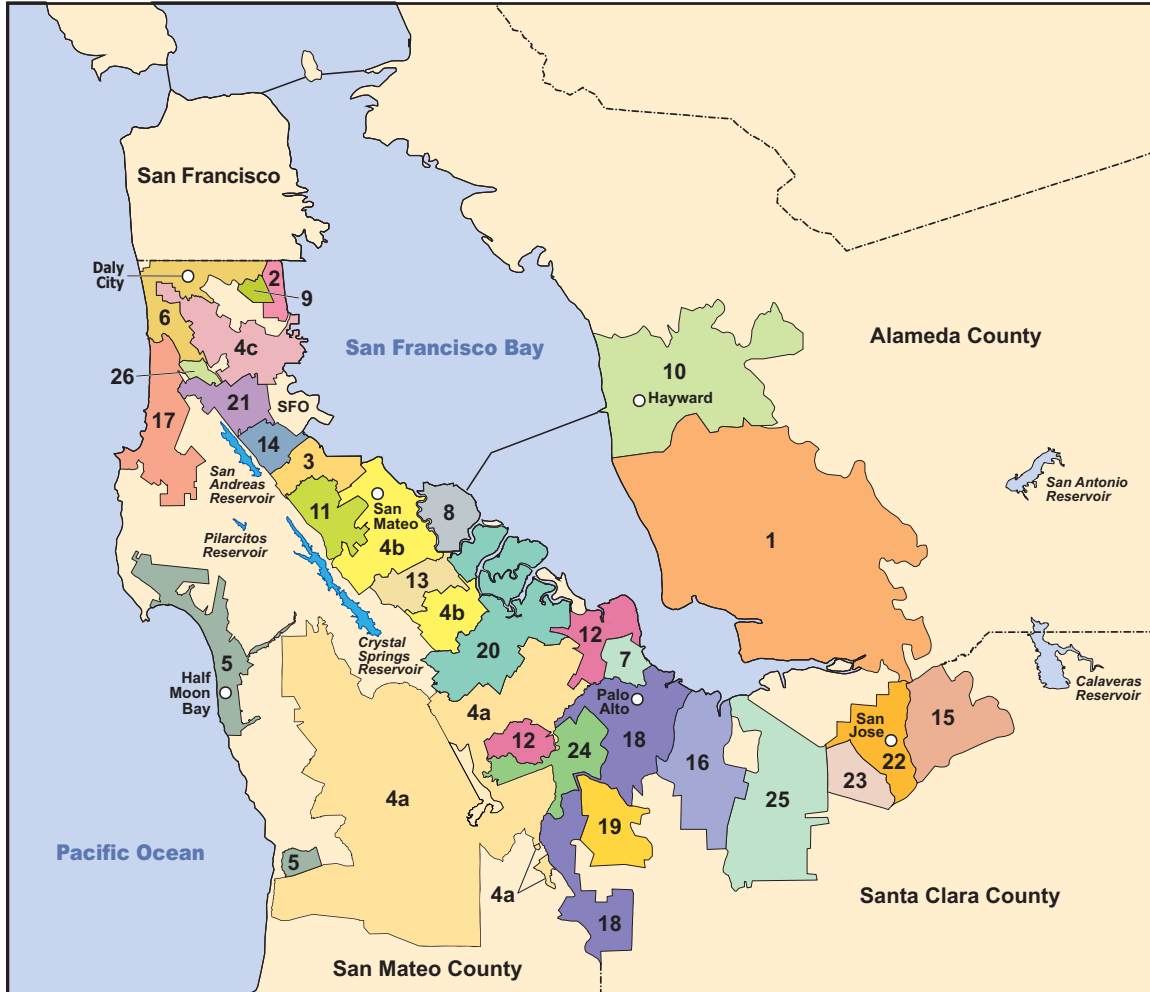 San Francisco
Daly
City
2
9
6
San Francisco Bay
4c
Alameda County
10
26
Hayward
21
SFO
17
14
3
San
Andreas
Reservoir
San Antonio
Reservoir
11
San
Mateo
8
Pilarcitos
Reservoir
4b
1
13
4b
Crystal
Springs
Reservoir
20
12
7
5
Half
Moon
Bay
Calaveras
Reservoir
Palo
Alto
4a
15
San
Jose
12
24
18
16
22
23
4a
25
19
Pacific Ocean
5
4a
Santa Clara County
18
San Mateo County